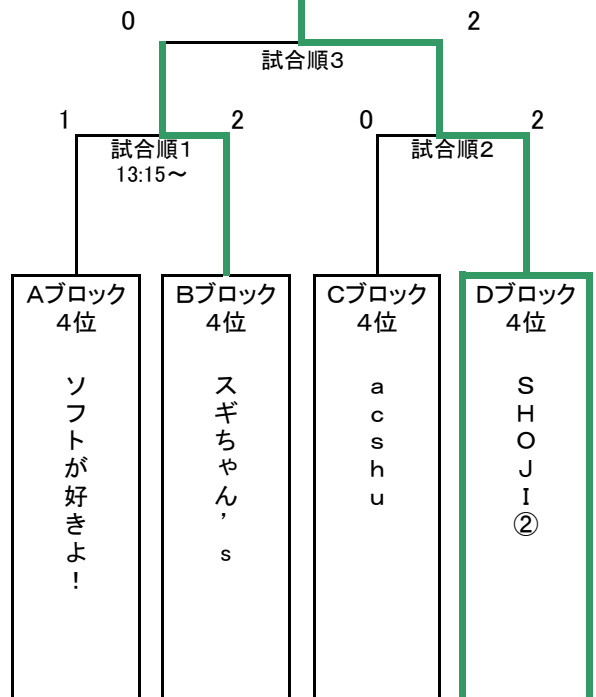 0
2
試合順3
1
2
0
2
試合順1
13:15～
試合順2
Aブロック
4位
Bブロック
4位
Cブロック
4位
Dブロック
4位
ソフトが好きよ！
スギちゃん’s
acshu
SHOJI②